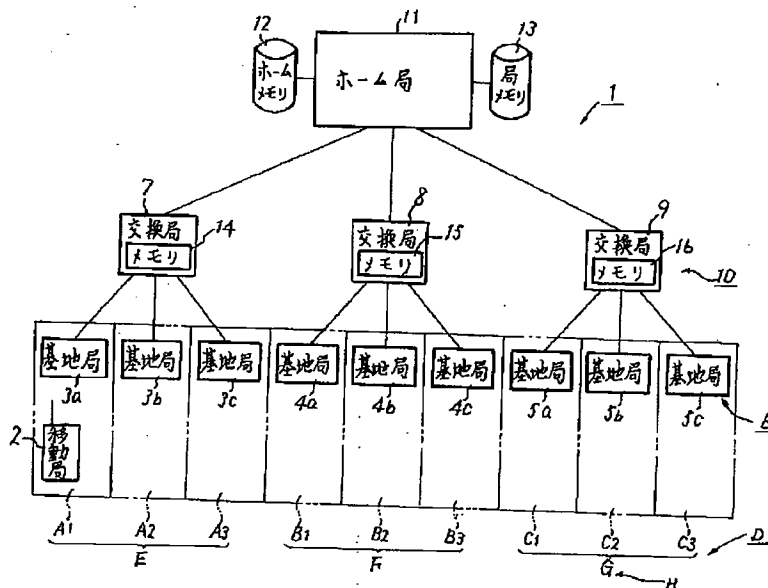 11
12
13
ホーム
メモリ
ホーム局
局
メモリ
1
7
8
9
交換局
メモリ
14
交換局
メモリ
15
交換局
メモリ
16
10
基地局
基地局
基地局
基地局
基地局
基地局
基地局
基地局
基地局
3a
3b
3c
4a
4b
4c
5a
5b
5c
2
移動局
A1
A2
A3
B1
B2
B3
C1
C2
C3
D
E
F
G
H